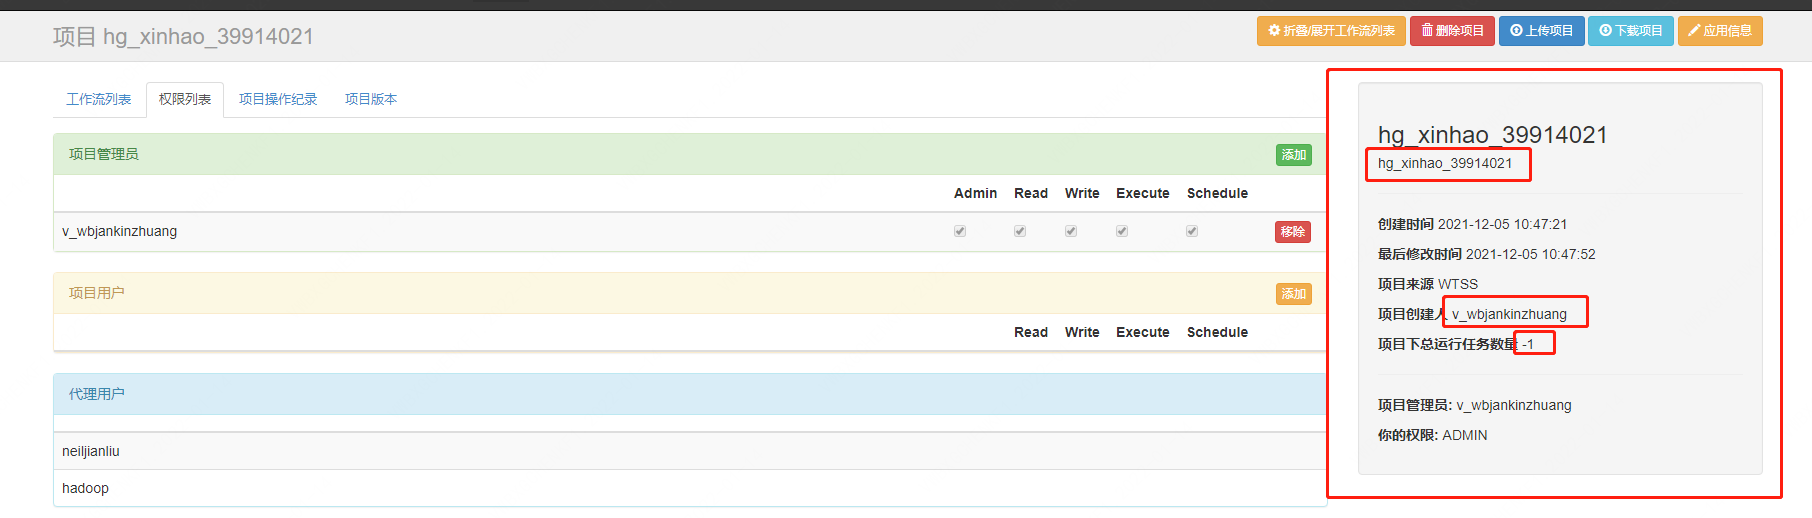 项目 hg_xinhao_39914021
折叠/展开工作流列表 删除项目 上传项目 下载项目 应用信息
工作流列表 权限列表 项目操作纪录 项目版本
项目管理员 添加
Admin Read Write Execute Schedule
v_wbjankinzhuang 移除
项目用户 添加
Read Write Execute Schedule
代理用户
neiljianliu
hadoop
hg_xinhao_39914021
hg_xinhao_39914021
创建时间 2021-12-05 10:47:21
最后修改时间 2021-12-05 10:47:52
项目来源 WTSS
项目创建人 v_wbjankinzhuang
项目下总运行任务数量 -1
项目管理员: v_wbjankinzhuang
你的权限: ADMIN